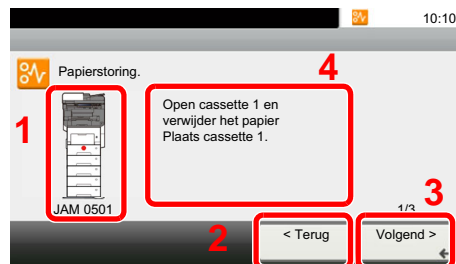 10:10
Papierstoring.
4
1
Open cassette 1 en
verwijder het papier
Plaats cassette 1.
JAM 0501
1/3
3
2
< Terug
Volgend >